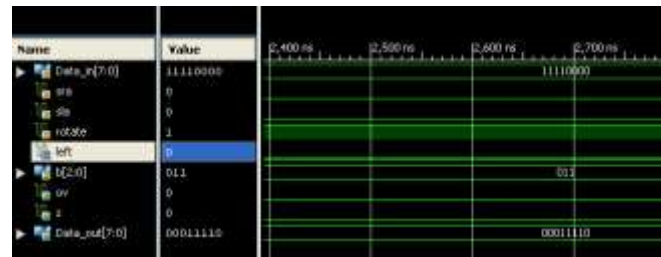 Name Value 2,400 ns 2,500 ns 2,600 ns 2,700 ns
Data_in[7:0] 11110000 11110000
sra 0
sla 0
rotate 1
left 0
b[2:0] 011 011
ov 0
z 0
Data_out[7:0] 00011110 00011110